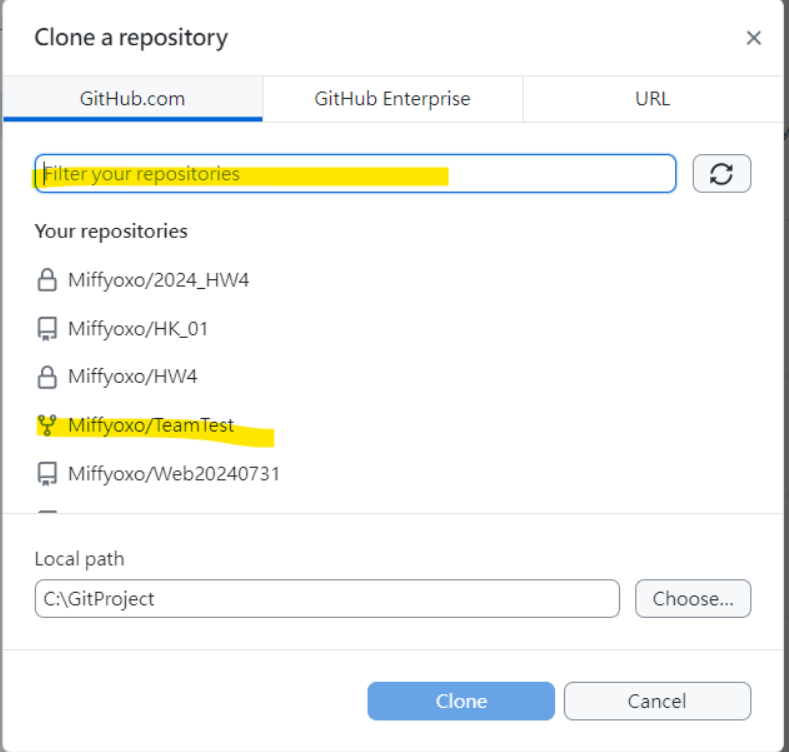 Clone a repository
GitHub.com
GitHub Enterprise
URL
Filter your repositories
Your repositories
Miffyoxo/2024_HW4
Miffyoxo/HK_01
Miffyoxo/HW4
Miffyoxo/TeamTest
Miffyoxo/Web20240731
Local path
C:\GitProject
Choose...
Clone
Cancel